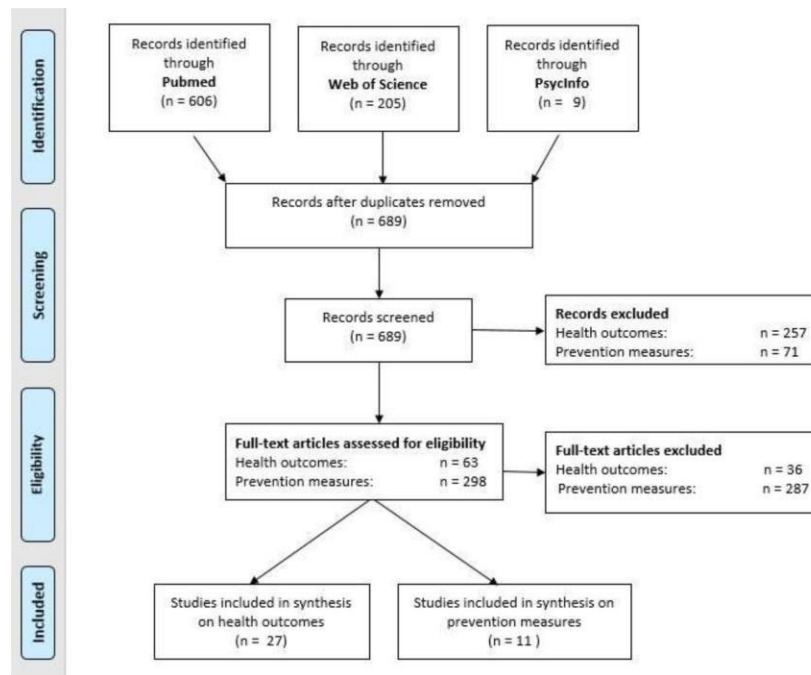 Identification
Records identified
through
Pubmed
(n = 606)
Records identified
through
Web of Science
(n = 205)
Records identified
through
PsycInfo
(n = 9)
Records after duplicates removed
(n = 689)
Screening
Records screened
(n = 689)
Records excluded
Health outcomes: n = 257
Prevention measures: n = 71
Eligibility
Full-text articles assessed for eligibility
Health outcomes: n = 63
Prevention measures: n = 298
Full-text articles excluded
Health outcomes: n = 36
Prevention measures: n = 287
Included
Studies included in synthesis
on health outcomes
(n = 27)
Studies included in synthesis on
prevention measures
(n = 11 )